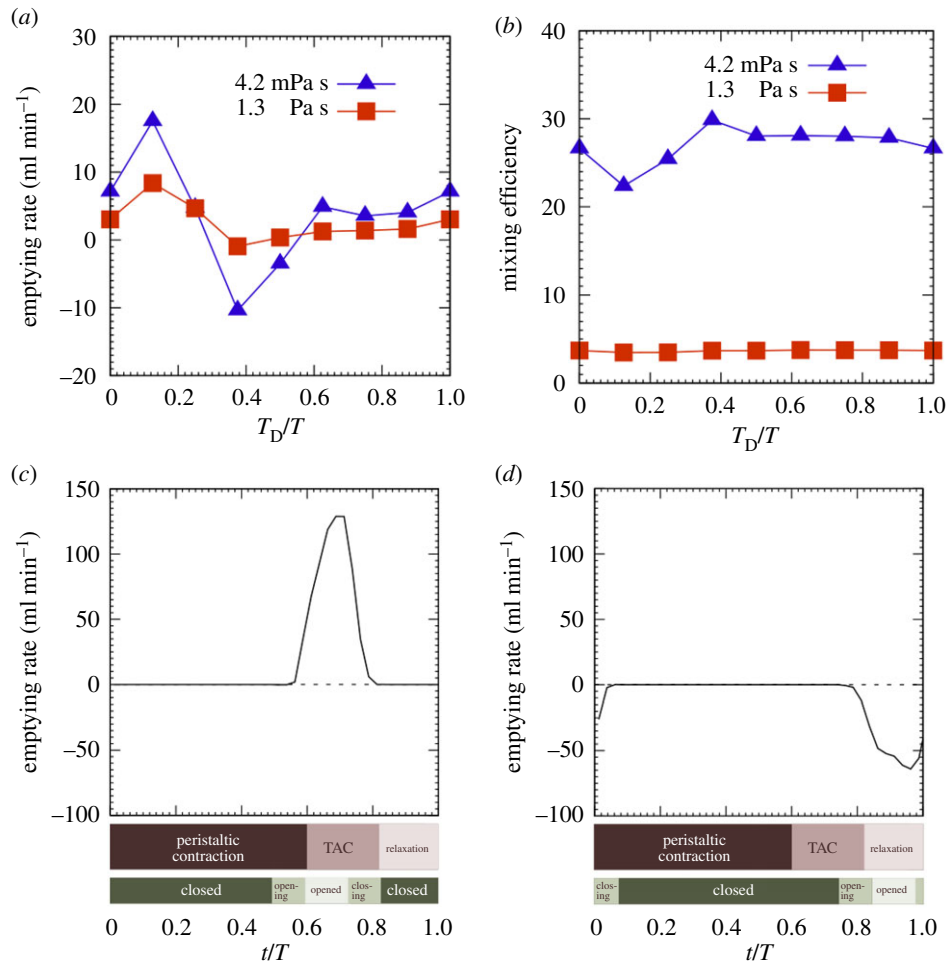 (a)
30
20
10
0
–10
–20
emptying rate (ml min⁻¹)
4.2 mPa s
1.3 Pa s
0 0.2 0.4 0.6 0.8 1.0
T_D/T
(b)
40
30
20
10
0
mixing efficiency
4.2 mPa s
1.3 Pa s
0 0.2 0.4 0.6 0.8 1.0
T_D/T
(c)
150
100
50
0
–50
–100
emptying rate (ml min⁻¹)
peristaltic
contraction
TAC
relaxation
closed
open-
ing
opened
clos-
ing
closed
0 0.2 0.4 0.6 0.8 1.0
t/T
(d)
150
100
50
0
–50
–100
emptying rate (ml min⁻¹)
peristaltic
contraction
TAC
relaxation
clos-
ing
closed
open-
ing
opened
0 0.2 0.4 0.6 0.8 1.0
t/T